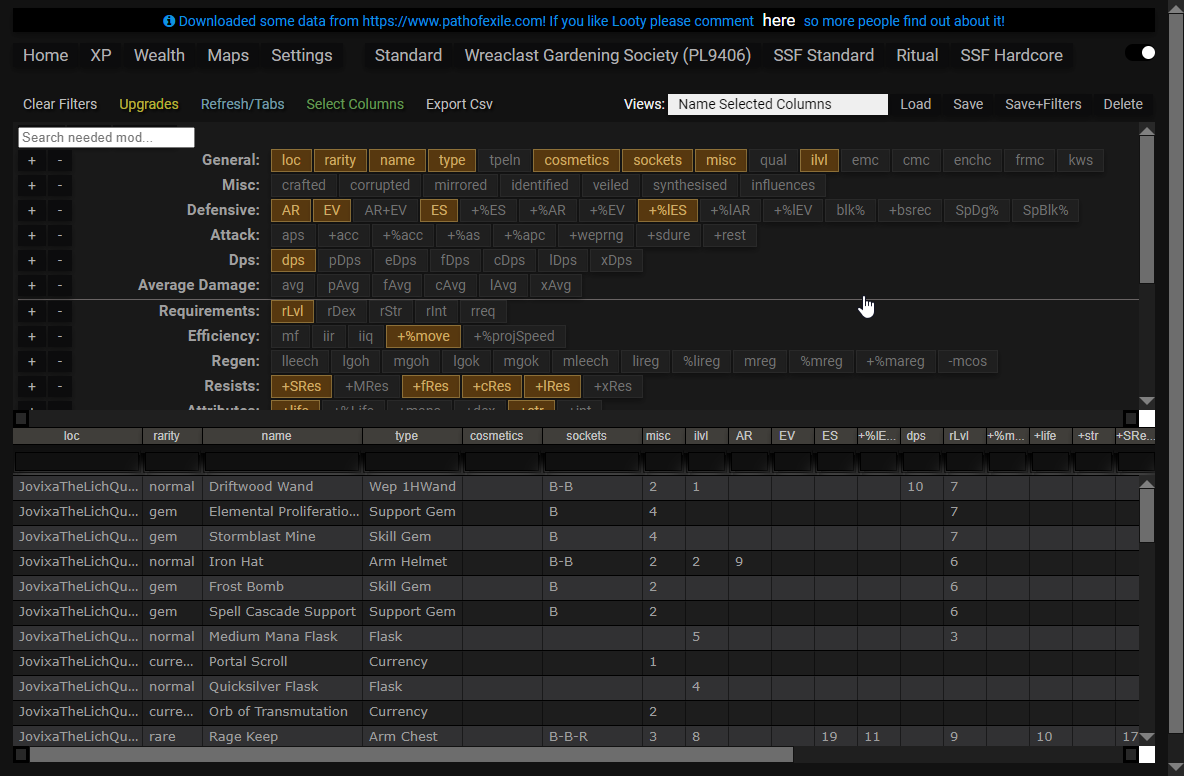 Downloaded some data from https://www.pathofexile.com! If you like Looty please comment here so more people find out about it!
Home XP Wealth Maps Settings Standard Wreaclast Gardening Society (PL9406) SSF Standard Ritual SSF Hardcore
Clear Filters Upgrades Refresh/Tabs Select Columns Export Csv Views: Name Selected Columns Load Save Save+Filters Delete
Search needed mod...
+ - General: loc rarity name type tpeln cosmetics sockets misc qual ilvl emc cmc enchc frmc kws
+ - Misc: crafted corrupted mirrored identified veiled synthesised influences
+ - Defensive: AR EV AR+EV ES +%ES +%AR +%EV +%lES +%lAR +%lEV blk% +bsrec SpDg% SpBlk%
+ - Attack: aps +acc +%acc +%as +%apc +weprng +sdure +rest
+ - Dps: dps pDps eDps fDps cDps lDps xDps
+ - Average Damage: avg pAvg fAvg cAvg lAvg xAvg
+ - Requirements: rLvl rDex rStr rInt rreq
+ - Efficiency: mf iir iiq +%move +%projSpeed
+ - Regen: lleech lgoh mgoh lgok mgok mleech lireg %lireg mreg %mreg +%mareg -mcos
+ - Resists: +SRes +MRes +fRes +cRes +lRes +xRes
Attributes: +life +%Life +mana +dex +str +int
loc rarity name type cosmetics sockets misc ilvl AR EV ES +%lE... dps rLvl +%m... +life +str +SRe...
JovixaTheLichQu... normal Driftwood Wand Wep 1HWand B-B 2 1 10 7
JovixaTheLichQu... gem Elemental Proliferatio... Support Gem B 4 7
JovixaTheLichQu... gem Stormblast Mine Skill Gem B 4 7
JovixaTheLichQu... normal Iron Hat Arm Helmet B-B 2 2 9 6
JovixaTheLichQu... gem Frost Bomb Skill Gem B 2 6
JovixaTheLichQu... gem Spell Cascade Support Support Gem B 2 6
JovixaTheLichQu... normal Medium Mana Flask Flask 5 3
JovixaTheLichQu... curre... Portal Scroll Currency 1
JovixaTheLichQu... normal Quicksilver Flask Flask 4
JovixaTheLichQu... curre... Orb of Transmutation Currency 2
JovixaTheLichQu... rare Rage Keep Arm Chest B-B-R 3 8 19 11 9 10 17